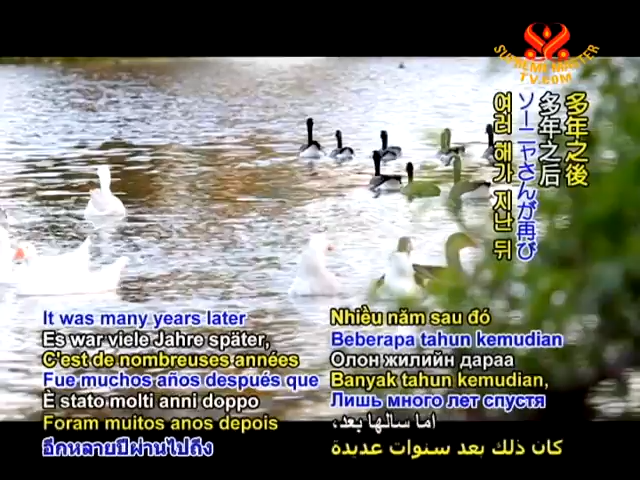 SUPREME MASTER
TV.COM
多年之後
多年之后
ソーニャさんが再び
여러 해가 지난 뒤
It was many years later
Es war viele Jahre später,
C'est de nombreuses années
Fue muchos años después que
È stato molti anni doppo
Foram muitos anos depois
อีกหลายปีผ่านไปถึง
Nhiều năm sau đó
Beberapa tahun kemudian
Олон жилийн дараа
Banyak tahun kemudian,
Лишь много лет спустя
اما سالها بعد،
كان ذلك بعد سنوات عديدة